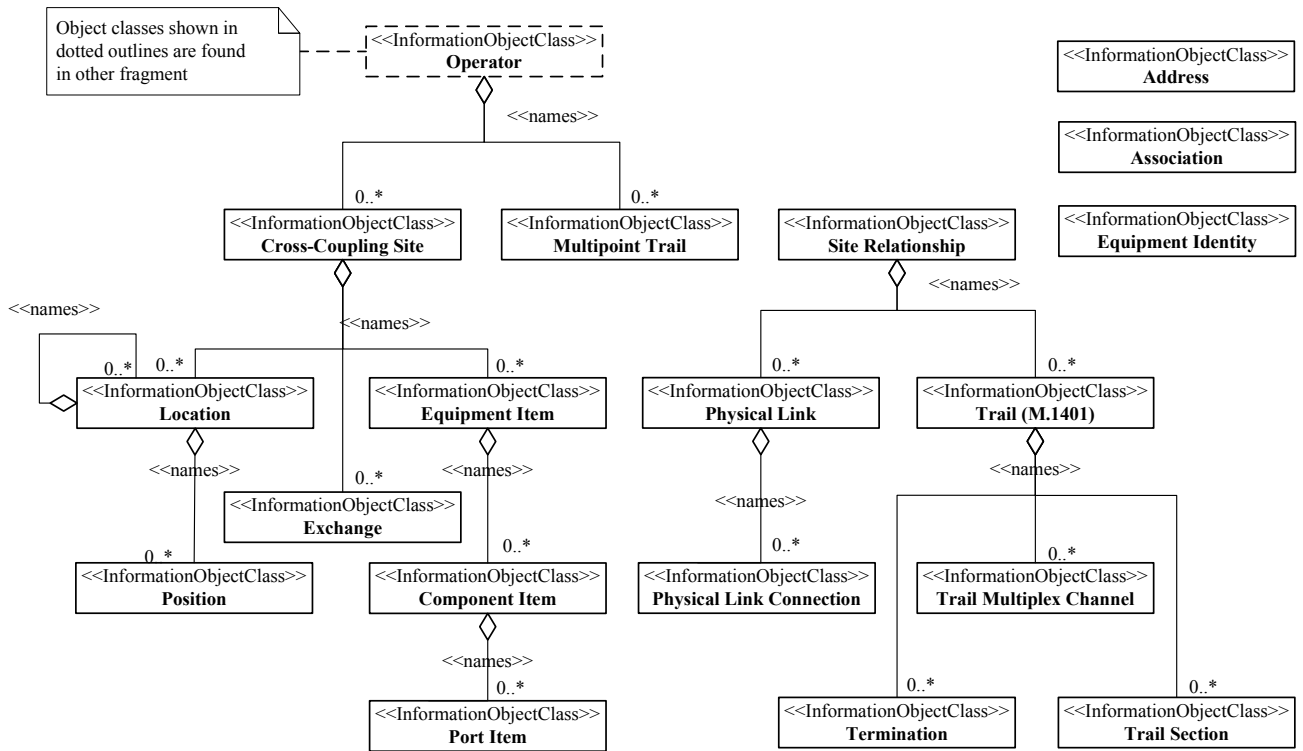 Object classes shown in
dotted outlines are found
in other fragment
<<InformationObjectClass>>
Operator
<<names>>
<<InformationObjectClass>>
Address
<<InformationObjectClass>>
Association
<<InformationObjectClass>>
Equipment Identity
0..*
0..*
<<InformationObjectClass>>
Cross-Coupling Site
<<InformationObjectClass>>
Multipoint Trail
<<InformationObjectClass>>
Site Relationship
<<names>>
<<names>>
<<names>>
0..*
0..*
0..*
0..*
0..*
<<InformationObjectClass>>
Location
<<InformationObjectClass>>
Equipment Item
<<InformationObjectClass>>
Physical Link
<<InformationObjectClass>>
Trail (M.1401)
<<names>>
<<names>>
<<names>>
<<names>>
0..*
<<InformationObjectClass>>
Exchange
0..*
0..*
0..*
0..*
<<InformationObjectClass>>
Position
<<InformationObjectClass>>
Component Item
<<InformationObjectClass>>
Physical Link Connection
<<InformationObjectClass>>
Trail Multiplex Channel
<<names>>
0..*
0..*
0..*
<<InformationObjectClass>>
Port Item
<<InformationObjectClass>>
Termination
<<InformationObjectClass>>
Trail Section